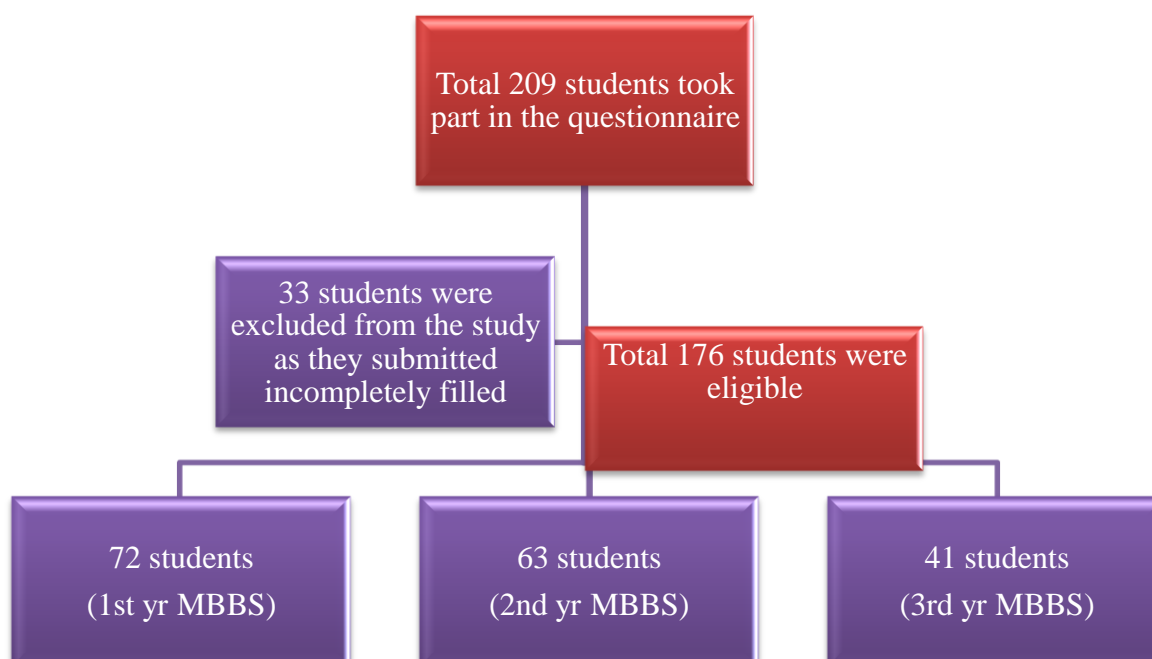 Total 209 students took
part in the questionnaire
33 students were
excluded from the study
as they submitted
incompletely filled
Total 176 students were
eligible
72 students
(1st yr MBBS)
63 students
(2nd yr MBBS)
41 students
(3rd yr MBBS)